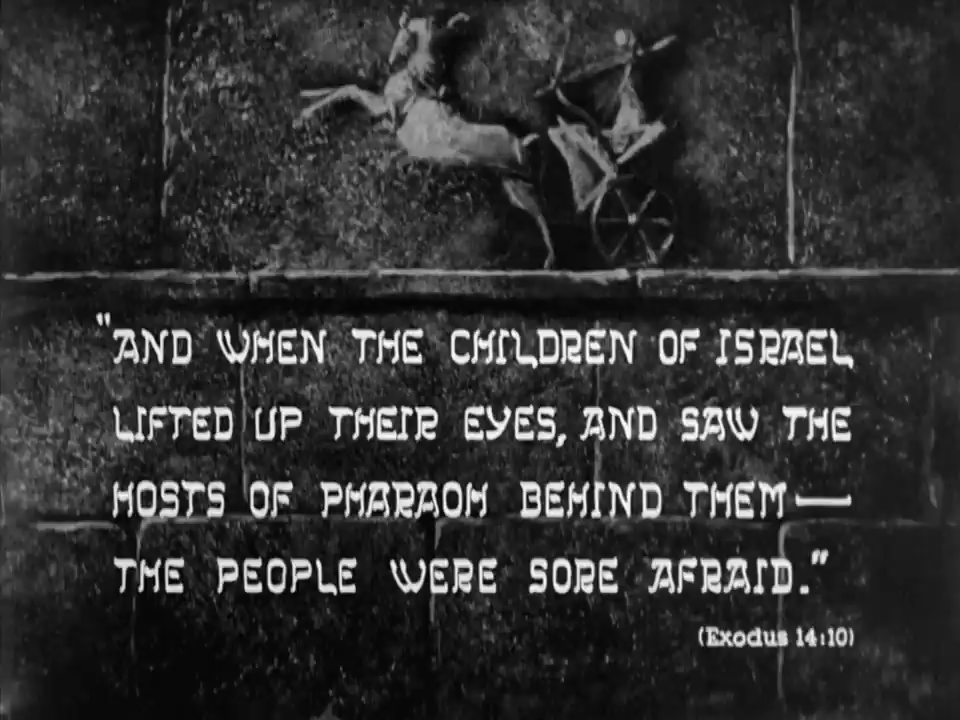 "AND WHEN THE CHILDREN OF ISRAEL
LIFTED UP THEIR EYES, AND SAW THE
HOSTS OF PHARAOH BEHIND THEM—
THE PEOPLE WERE SORE AFRAID."
(Exodus 14:10)